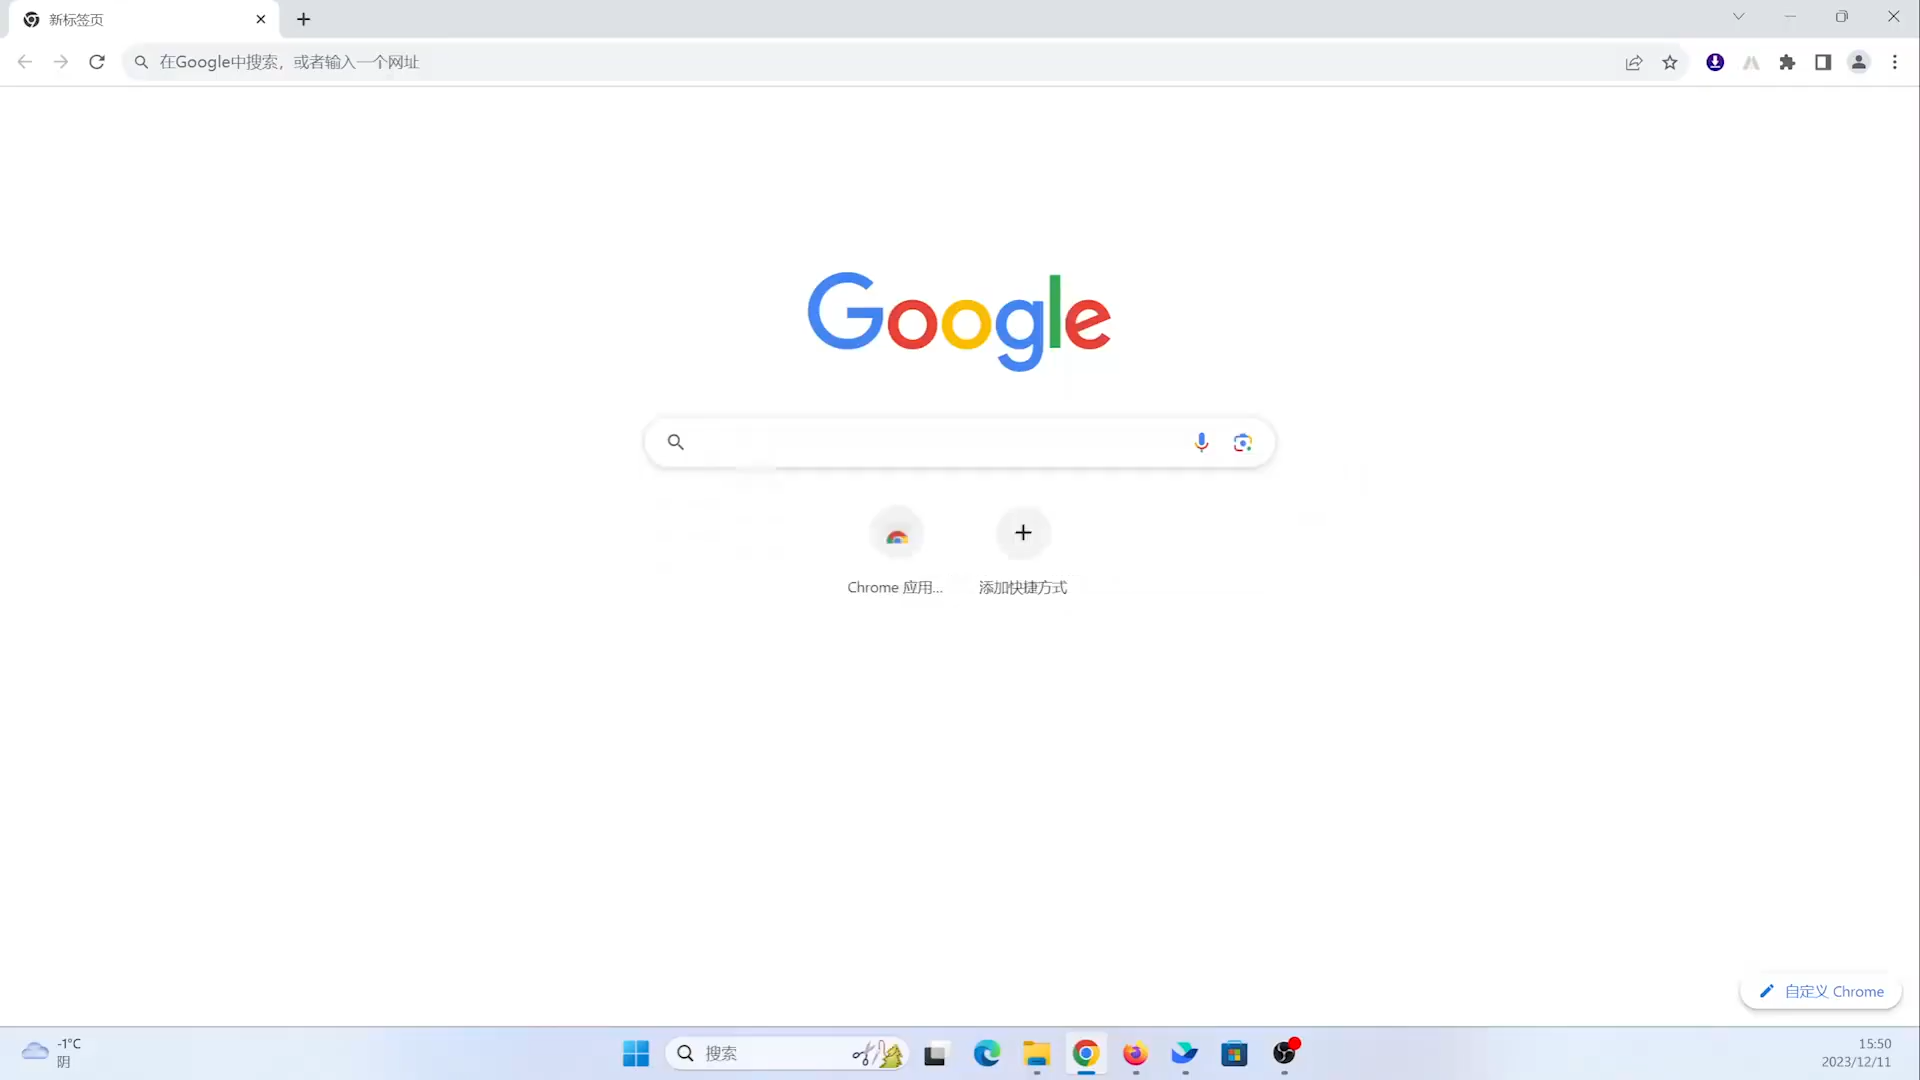 新标签页
在Google中搜索，或者输入一个网址
Google
Chrome 应用...
添加快捷方式
自定义 Chrome
-1°C
阴
搜索
15:50
2023/12/11